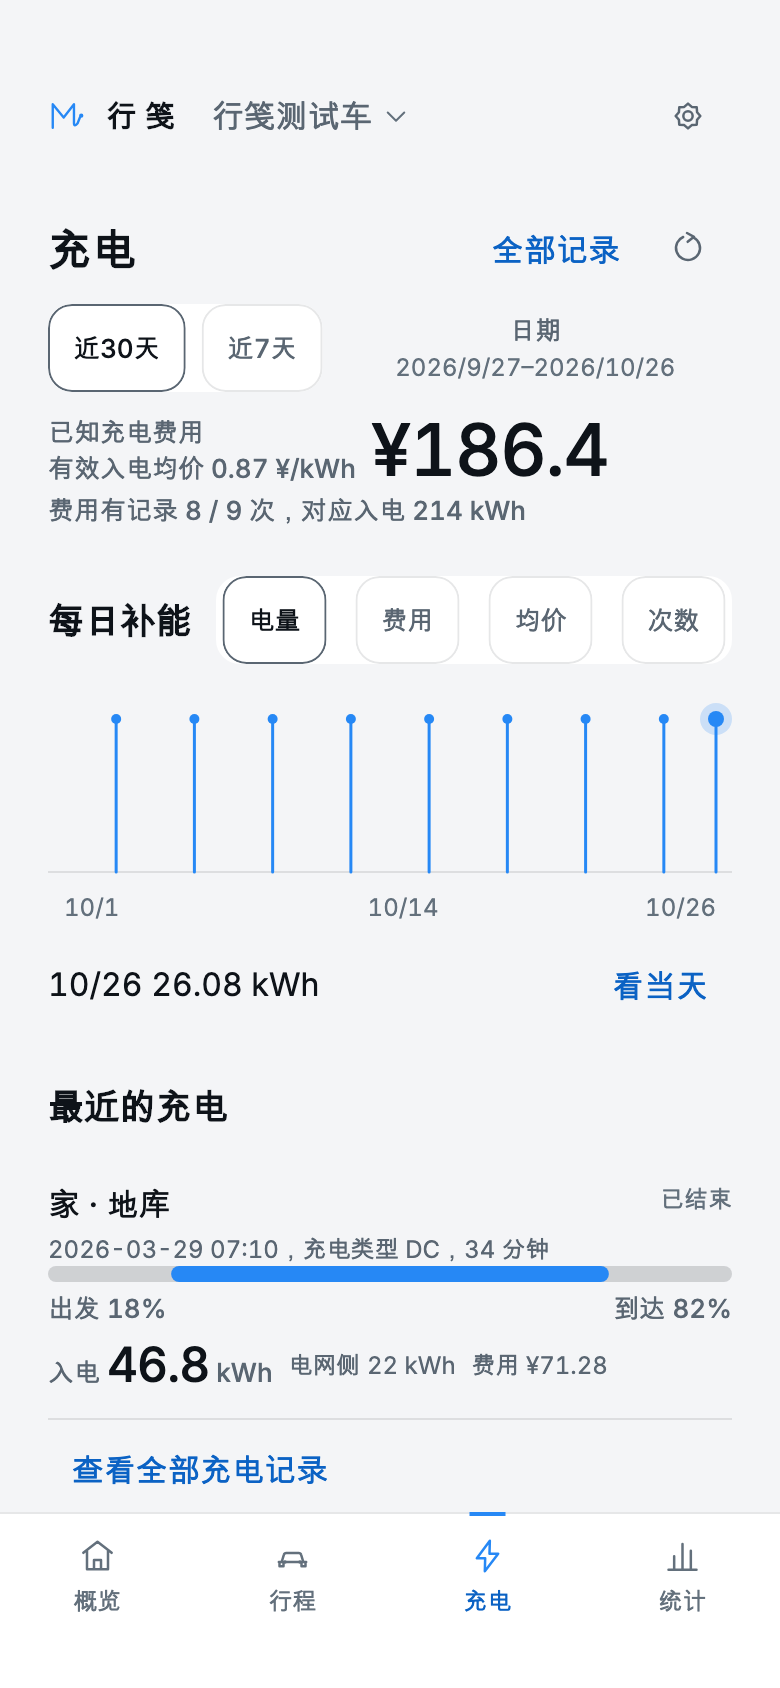 行笺 行笺测试车
充电 全部记录
近30天 近7天 日期
2026/9/27–2026/10/26
已知充电费用
有效入电均价 0.87 ¥/kWh ¥186.4
费用有记录 8 / 9 次，对应入电 214 kWh
每日补能 电量 费用 均价 次数
10/1 10/14 10/26
10/26 26.08 kWh 看当天
最近的充电
家 · 地库 已结束
2026-03-29 07:10，充电类型 DC，34 分钟
出发 18% 到达 82%
入电 46.8 kWh 电网侧 22 kWh 费用 ¥71.28
查看全部充电记录
概览 行程 充电 统计